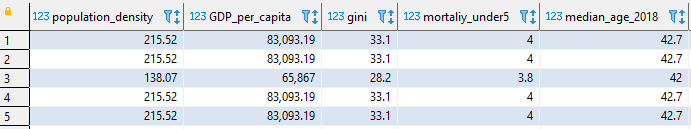 123 population_density 123 GDP_per_capita 123 gini 123 mortaliy_under5 123 median_age_2018
1 215.52 83,093.19 33.1 4 42.7
2 215.52 83,093.19 33.1 4 42.7
3 138.07 65,867 28.2 3.8 42
4 215.52 83,093.19 33.1 4 42.7
5 215.52 83,093.19 33.1 4 42.7